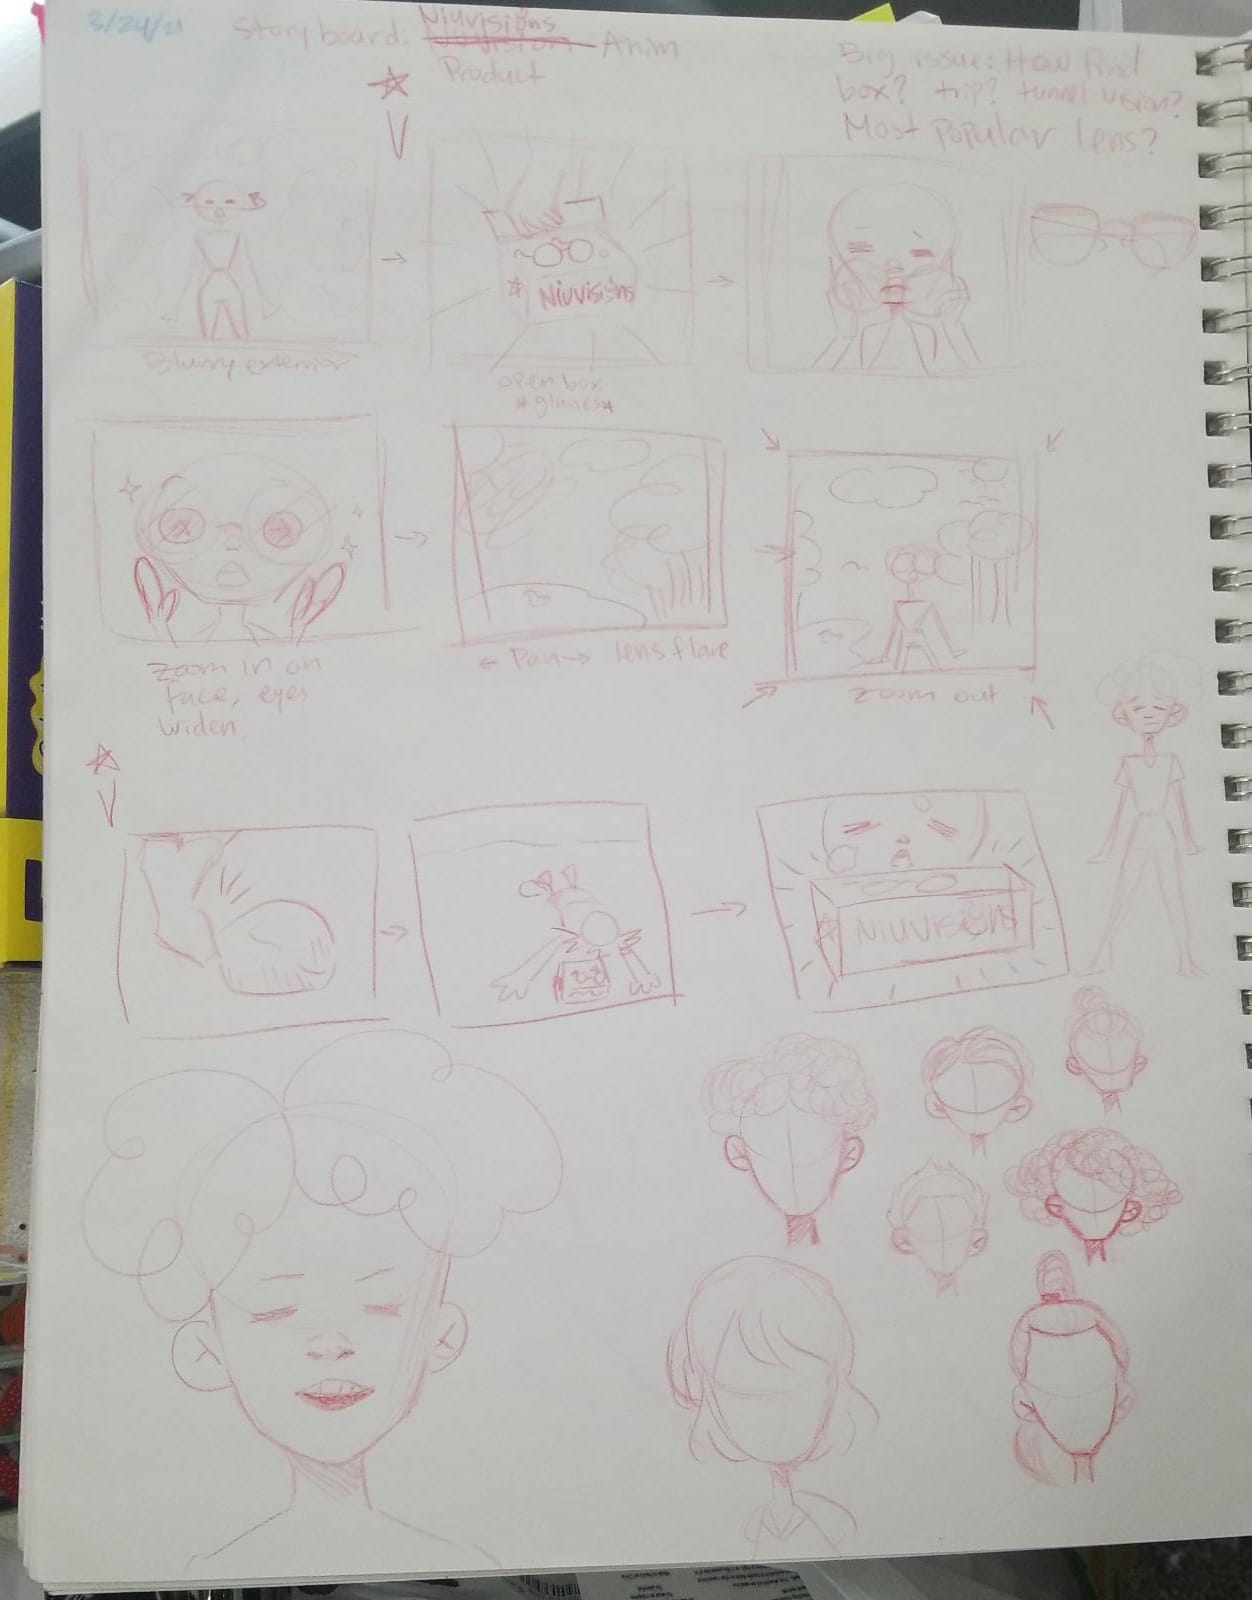 3/24/21
Storyboard: Niuvisions Anim
Product
Big issue: How find
box? trip? tunnel vision?
Most popular lens?
Niuvisions
Blurry exterior
open box
*glasses*
Zoom in on
face, eyes
widen.
← Pan → lens flare
Zoom out
NIUVISIONS